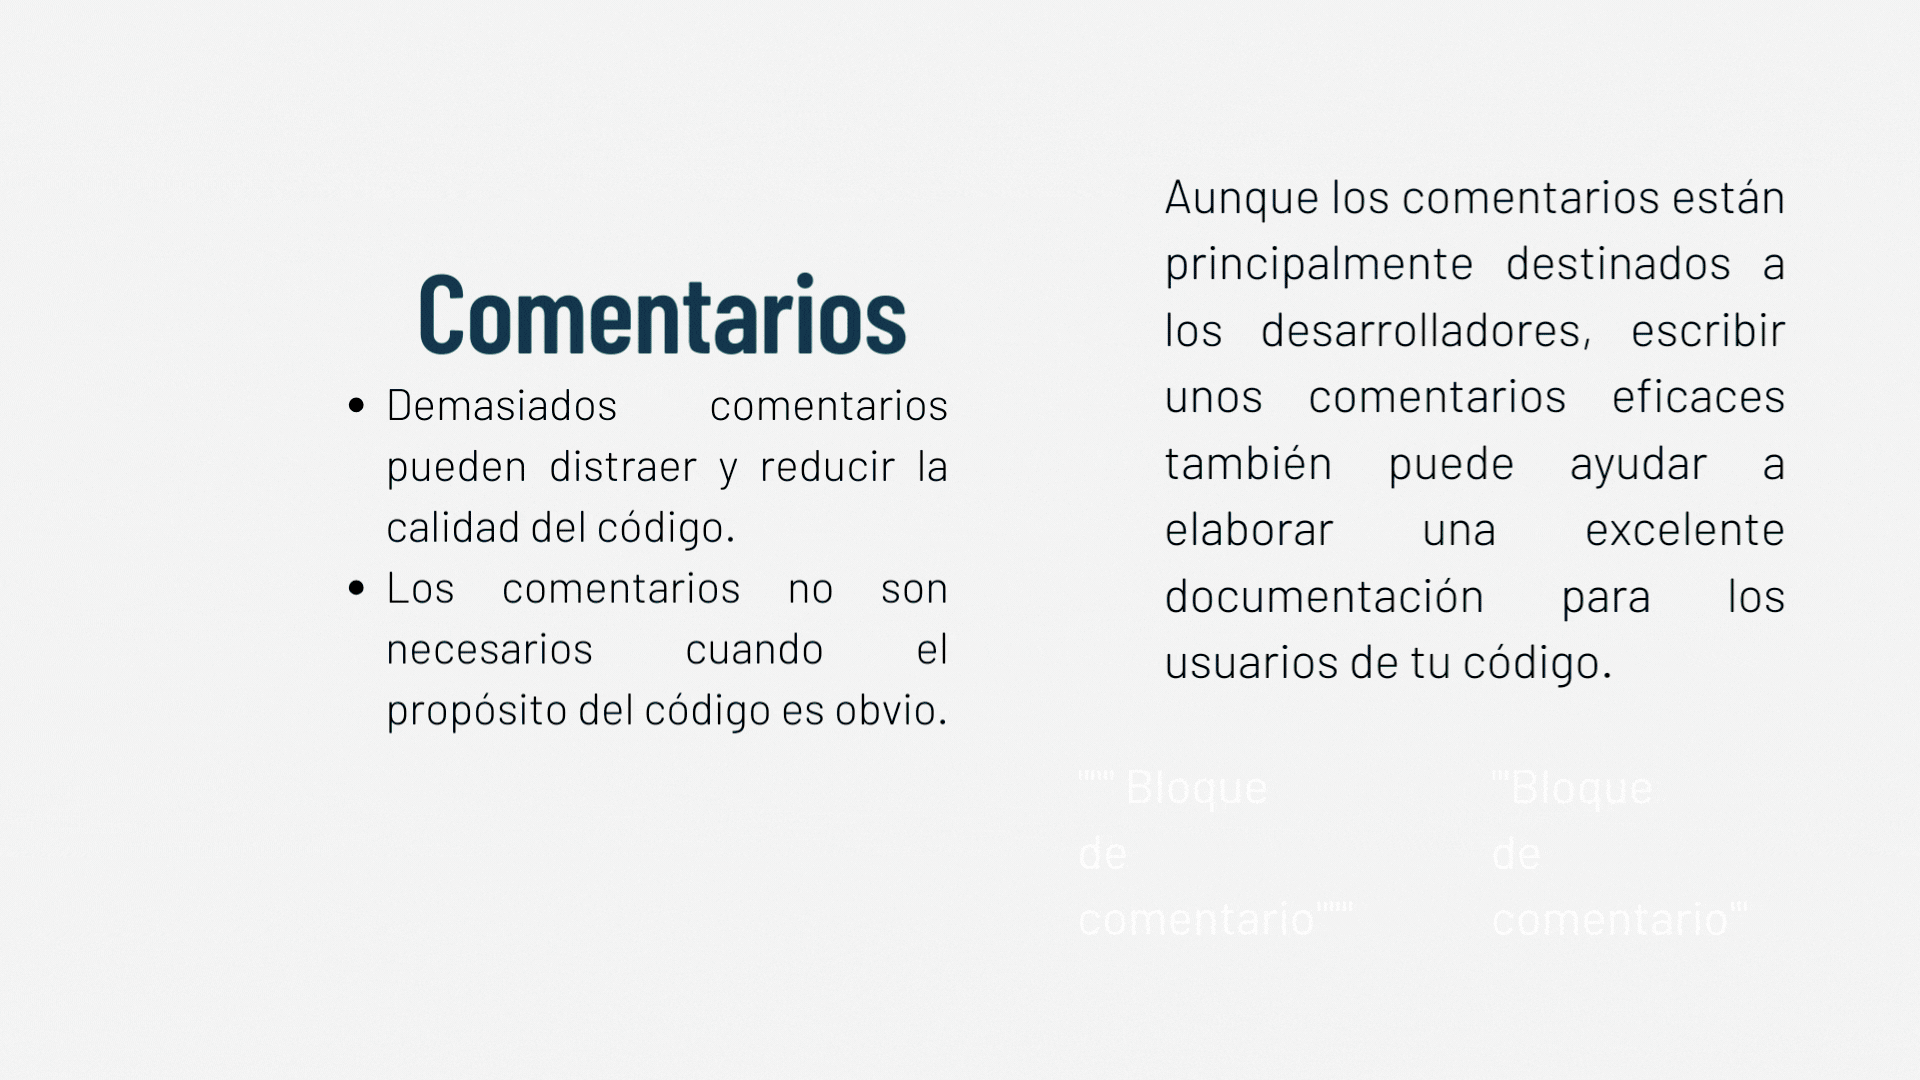 Comentarios
• Demasiados comentarios
pueden distraer y reducir la
calidad del código.
• Los comentarios no son
necesarios cuando el
propósito del código es obvio.
Aunque los comentarios están
principalmente destinados a
los desarrolladores, escribir
unos comentarios eficaces
también puede ayudar a
elaborar una excelente
documentación para los
usuarios de tu código.
""" Bloque
de
comentario"""
'''Bloque
de
comentario'''